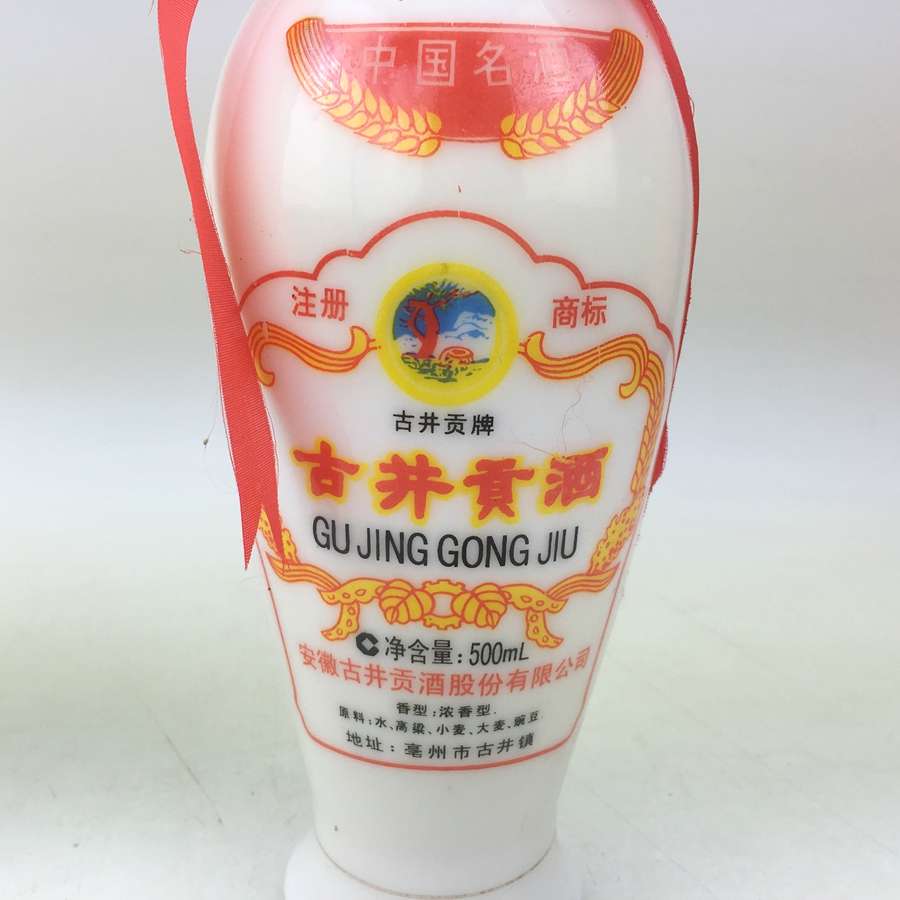 中国名酒
注册 商标
古井贡牌
古井贡酒
GU JING GONG JIU
净含量：500mL
安徽古井贡酒股份有限公司
香型：浓香型.
原料：水、高粱、小麦、大麦、豌豆
地址：亳州市古井镇